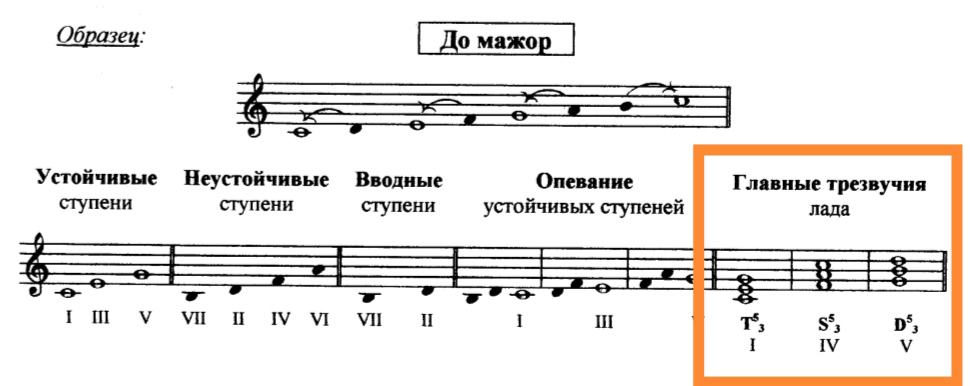 Образец:
До мажор
Устойчивые Неустойчивые Вводные Опевание Главные трезвучия
ступени ступени ступени устойчивых ступеней лада
I III V VII II IV VI VII II I III T⁵₃ S⁵₃ D⁵₃
I IV V